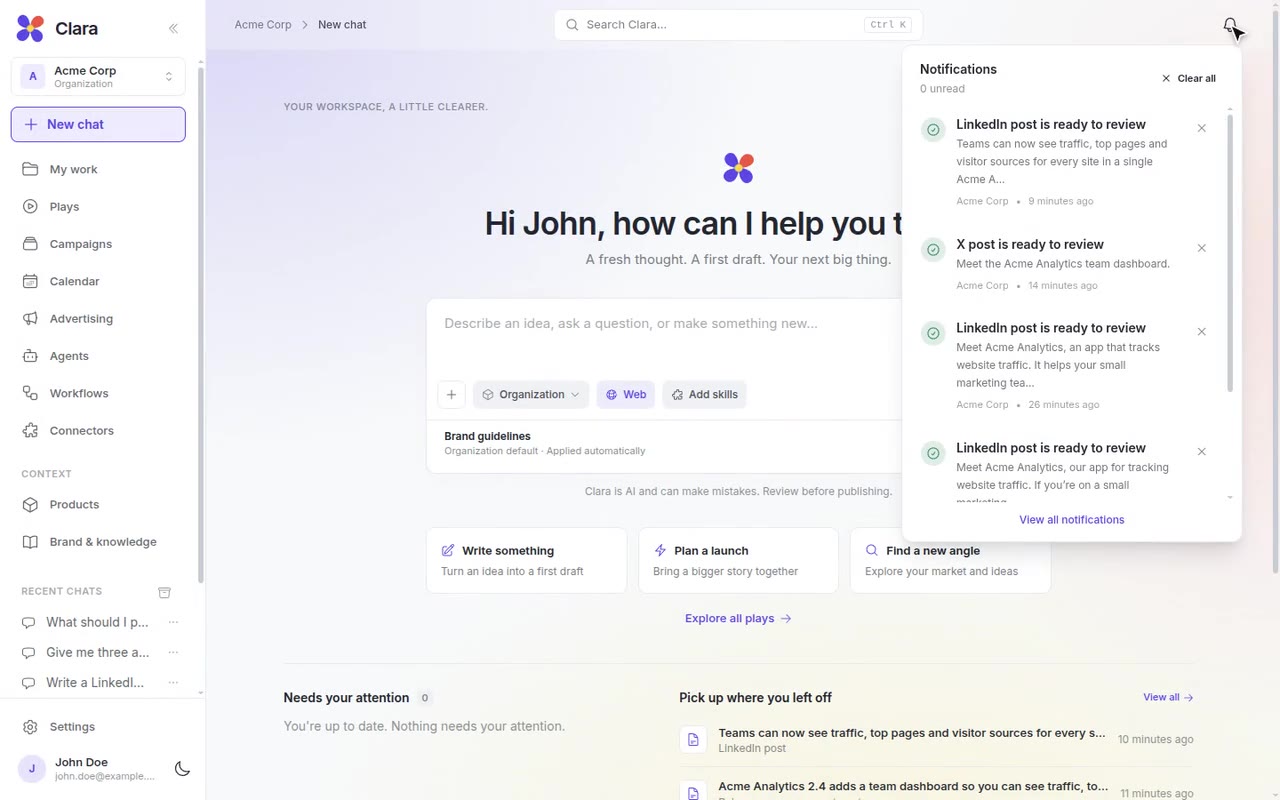 Clara
Acme Corp
New chat
Search Clara...
Ctrl K
A
Acme Corp
Organization
New chat
My work
Plays
Campaigns
Calendar
Advertising
Agents
Workflows
Connectors
CONTEXT
Products
Brand & knowledge
RECENT CHATS
What should I p...
Give me three a...
Write a LinkedI...
Settings
J
John Doe
john.doe@example....
YOUR WORKSPACE, A LITTLE CLEARER.
Hi John, how can I help you t
A fresh thought. A first draft. Your next big thing.
Describe an idea, ask a question, or make something new...
Organization
Web
Add skills
Brand guidelines
Organization default · Applied automatically
Clara is AI and can make mistakes. Review before publishing.
Write something
Turn an idea into a first draft
Plan a launch
Bring a bigger story together
Find a new angle
Explore your market and ideas
Explore all plays
Needs your attention 0
You're up to date. Nothing needs your attention.
Pick up where you left off
View all
Teams can now see traffic, top pages and visitor sources for every s...
LinkedIn post
10 minutes ago
Acme Analytics 2.4 adds a team dashboard so you can see traffic, to...
11 minutes ago
Notifications
0 unread
Clear all
LinkedIn post is ready to review
Teams can now see traffic, top pages and
visitor sources for every site in a single
Acme A...
Acme Corp • 9 minutes ago
X post is ready to review
Meet the Acme Analytics team dashboard.
Acme Corp • 14 minutes ago
LinkedIn post is ready to review
Meet Acme Analytics, an app that tracks
website traffic. It helps your small
marketing tea...
Acme Corp • 26 minutes ago
LinkedIn post is ready to review
Meet Acme Analytics, our app for tracking
website traffic. If you're on a small
View all notifications